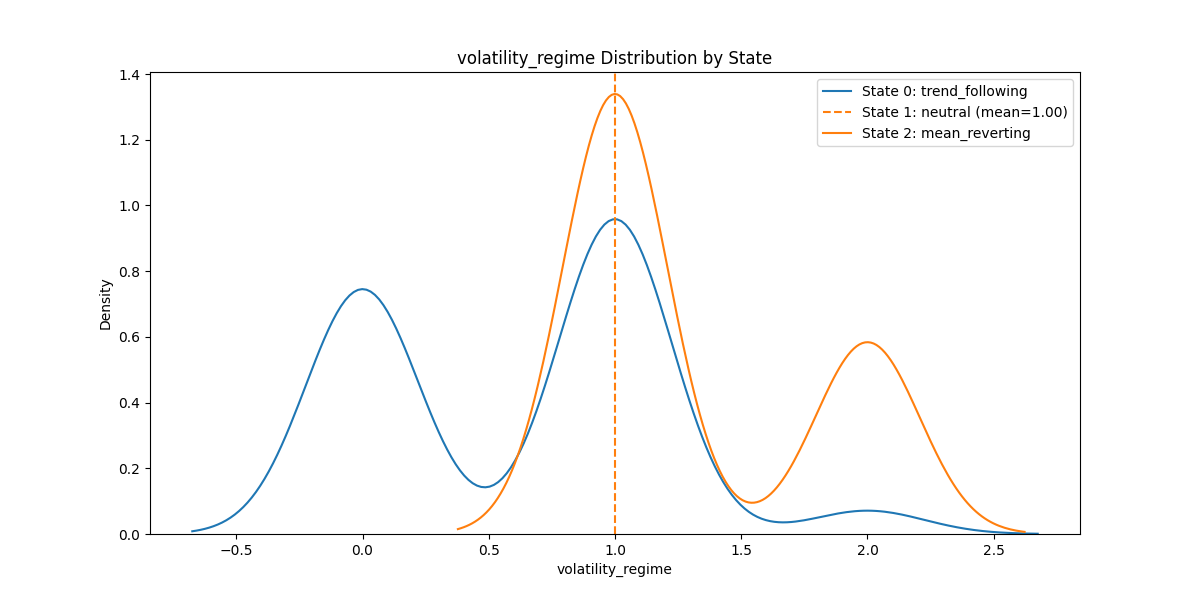 volatility_regime Distribution by State
State 0: trend_following
State 1: neutral (mean=1.00)
State 2: mean_reverting
Density
1.4
1.2
1.0
0.8
0.6
0.4
0.2
0.0
−0.5 0.0 0.5 1.0 1.5 2.0 2.5
volatility_regime